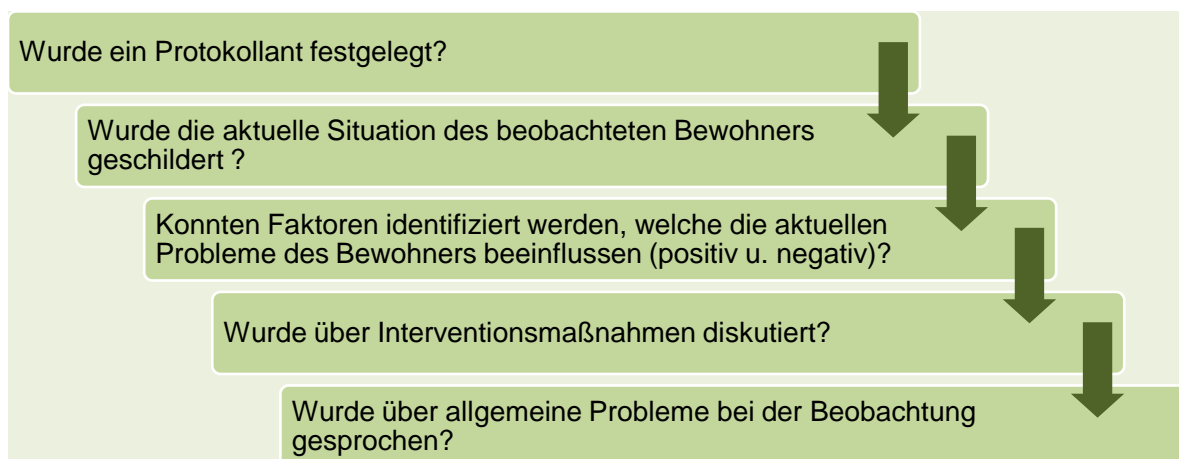 Wurde ein Protokollant festgelegt?
Wurde die aktuelle Situation des beobachteten Bewohners
geschildert ?
Konnten Faktoren identifiziert werden, welche die aktuellen
Probleme des Bewohners beeinflussen (positiv u. negativ)?
Wurde über Interventionsmaßnahmen diskutiert?
Wurde über allgemeine Probleme bei der Beobachtung
gesprochen?